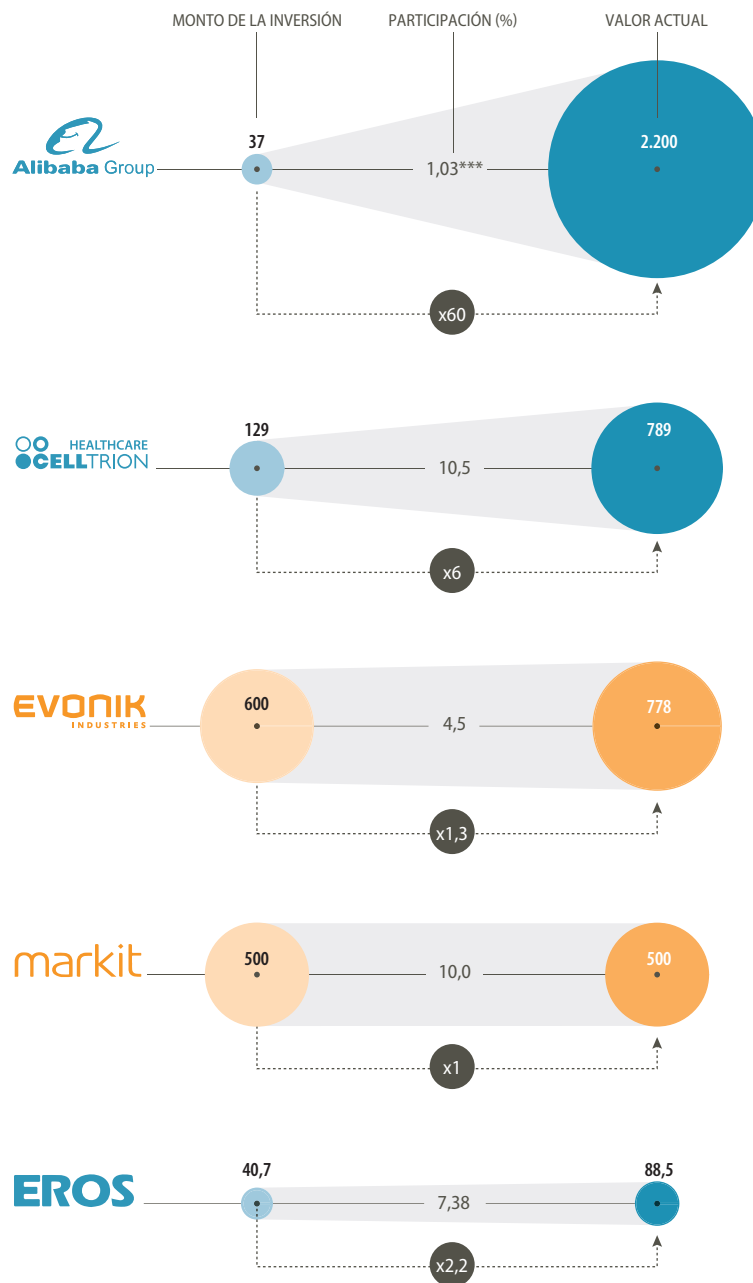 MONTO DE LA INVERSIÓN PARTICIPACIÓN (%) VALOR ACTUAL
37 2.200
Alibaba Group 1,03***
x60
129 789
HEALTHCARE
CELLTRION 10,5
x6
600 778
EVONIK 4,5
INDUSTRIES
x1,3
500 500
markit 10,0
x1
40,7 88,5
EROS 7,38
x2,2